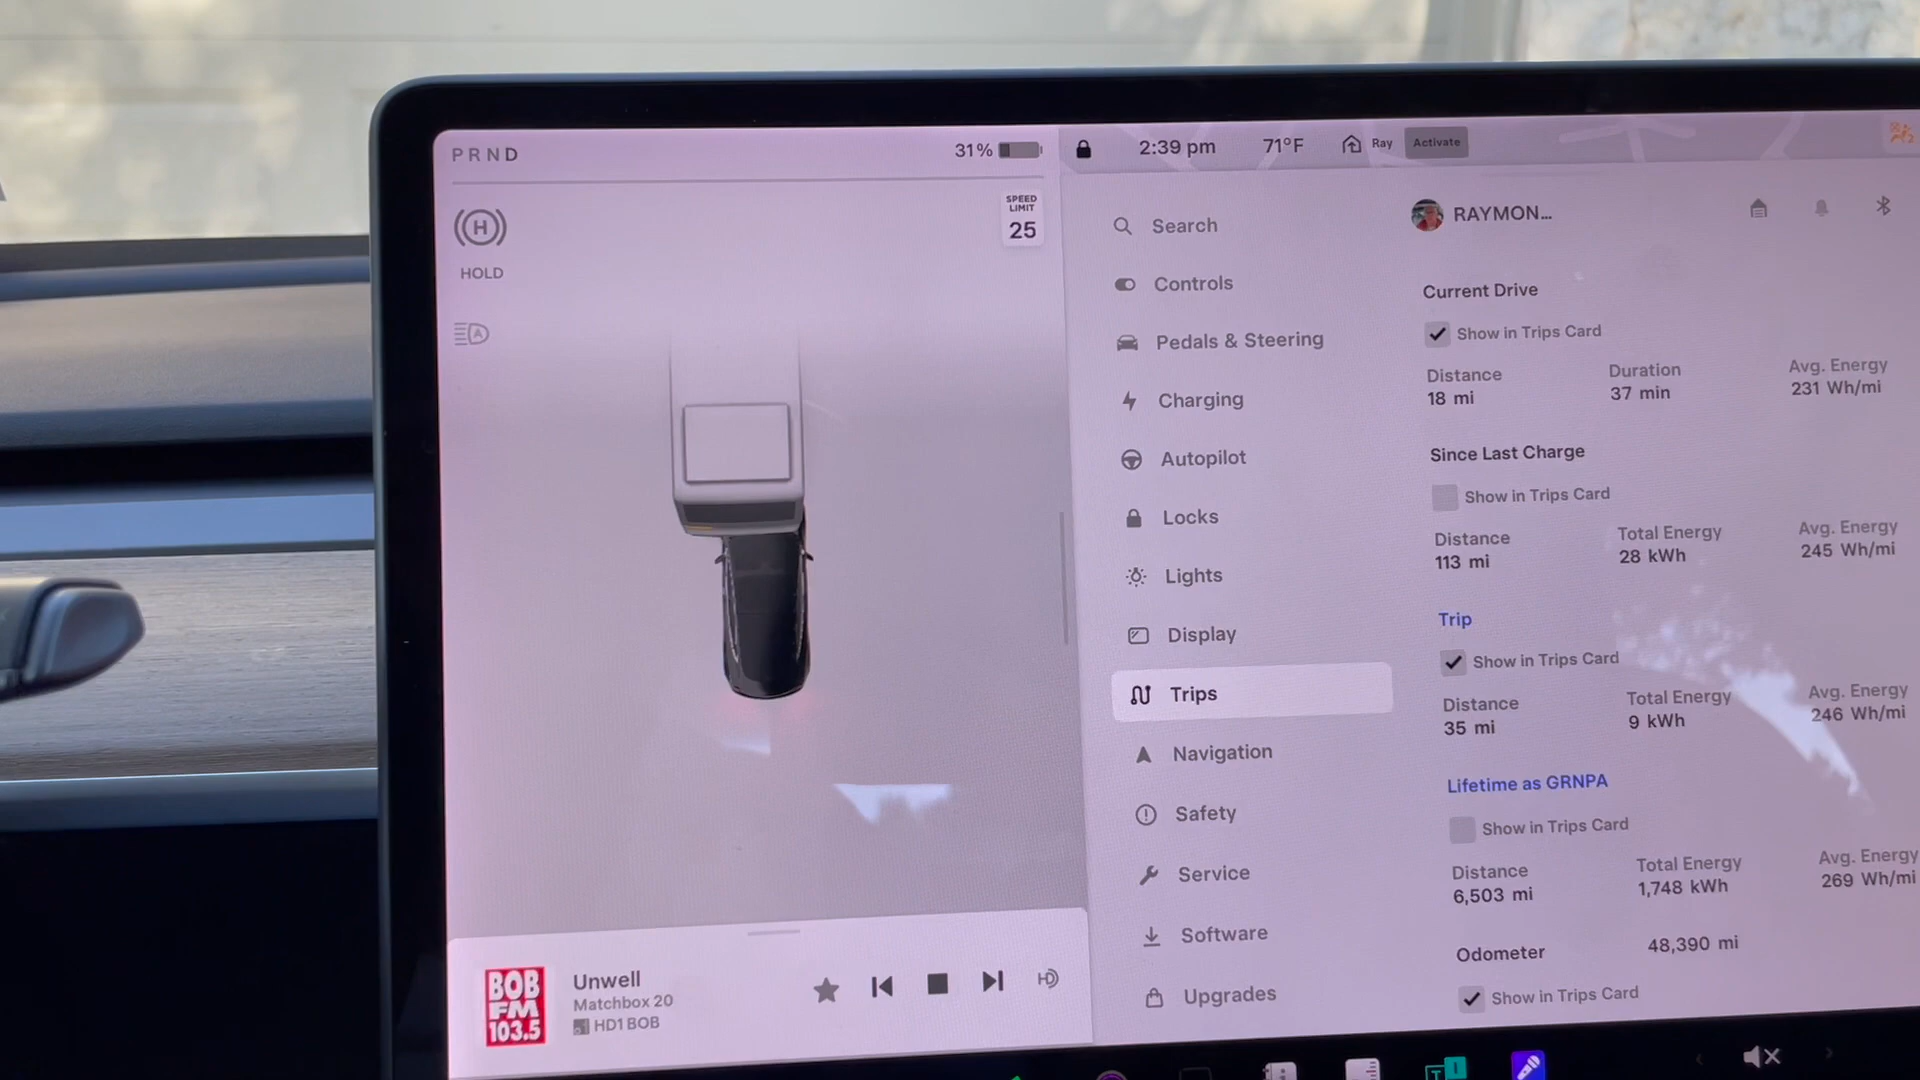 P R N D
31%
2:39 pm
71°F
Ray
Activate
H
HOLD
A
SPEED
LIMIT
25
Search
Controls
Pedals & Steering
Charging
Autopilot
Locks
Lights
Display
Trips
Navigation
Safety
Service
Software
Upgrades
RAYMON...
Current Drive
Show in Trips Card
Distance
18 mi
Duration
37 min
Avg. Energy
231 Wh/mi
Since Last Charge
Show in Trips Card
Distance
113 mi
Total Energy
28 kWh
Avg. Energy
245 Wh/mi
Trip
Show in Trips Card
Distance
35 mi
Total Energy
9 kWh
Avg. Energy
246 Wh/mi
Lifetime as GRNPA
Show in Trips Card
Distance
6,503 mi
Total Energy
1,748 kWh
Avg. Energy
269 Wh/mi
Odometer
48,390 mi
Show in Trips Card
BOB
FM
103.5
Unwell
Matchbox 20
HD1 BOB
HD